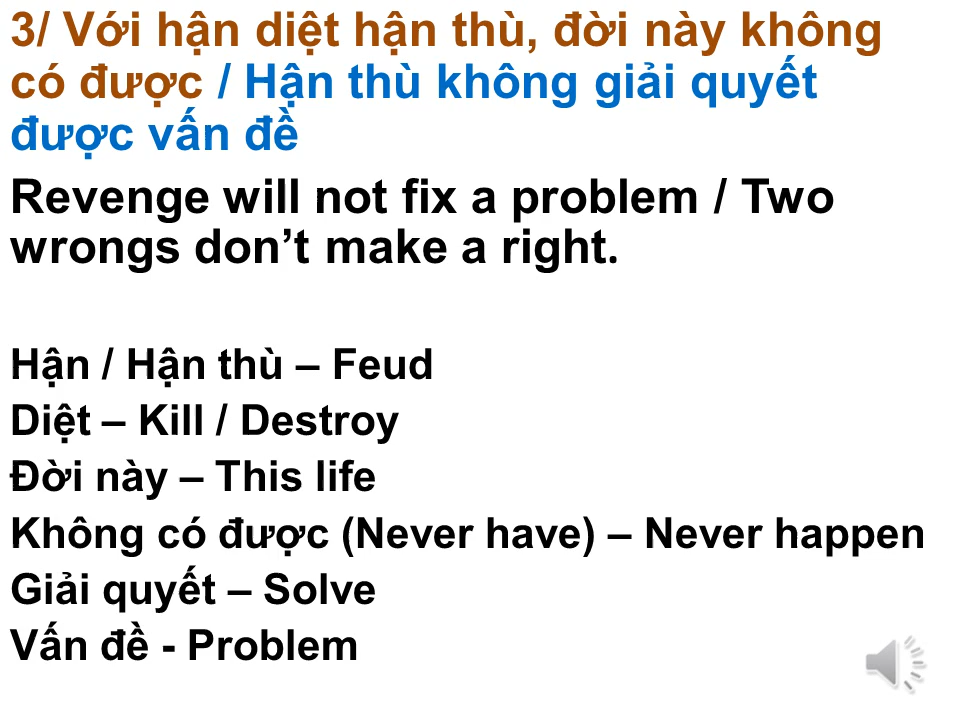 3/ Với hận diệt hận thù, đời này không
có được / Hận thù không giải quyết
được vấn đề
Revenge will not fix a problem / Two
wrongs don’t make a right.
Hận / Hận thù – Feud
Diệt – Kill / Destroy
Đời này – This life
Không có được (Never have) – Never happen
Giải quyết – Solve
Vấn đề - Problem